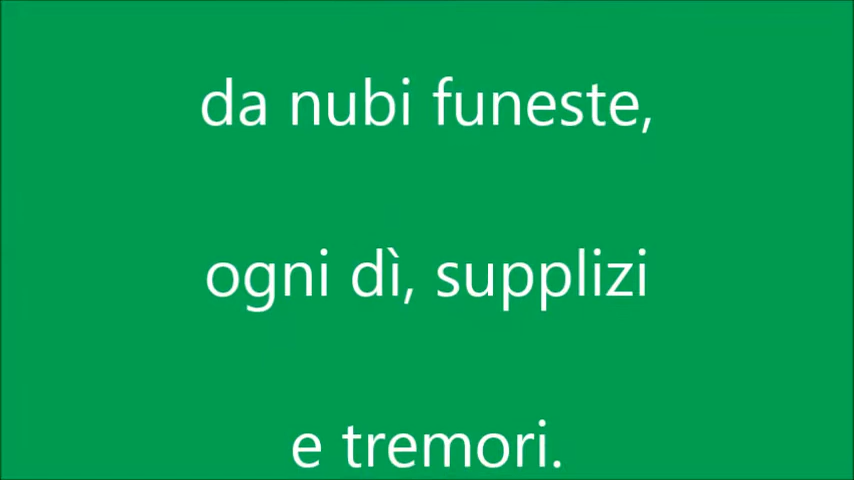 da nubi funeste,
ogni dì, supplizi
e tremori.